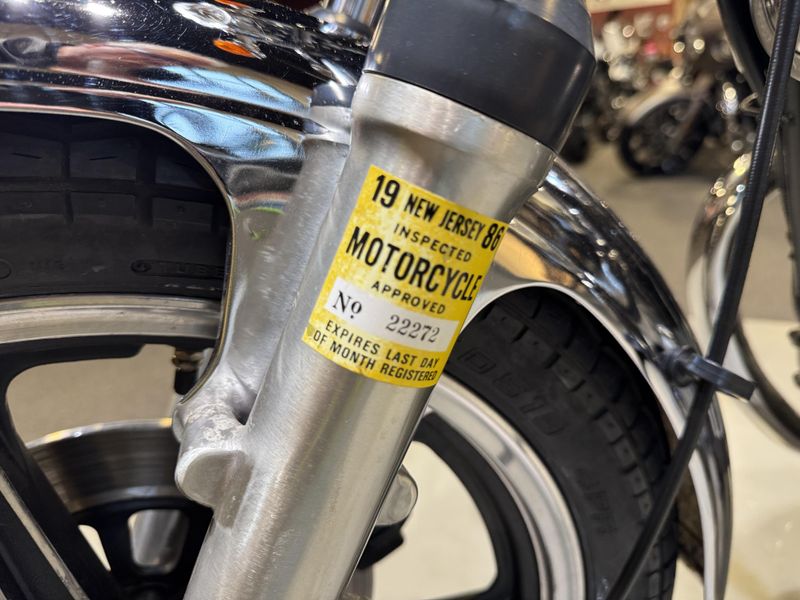 19 NEW JERSEY 86
INSPECTED
MOTORCYCLE
APPROVED
Nº 22272
EXPIRES LAST DAY
OF MONTH REGISTERED